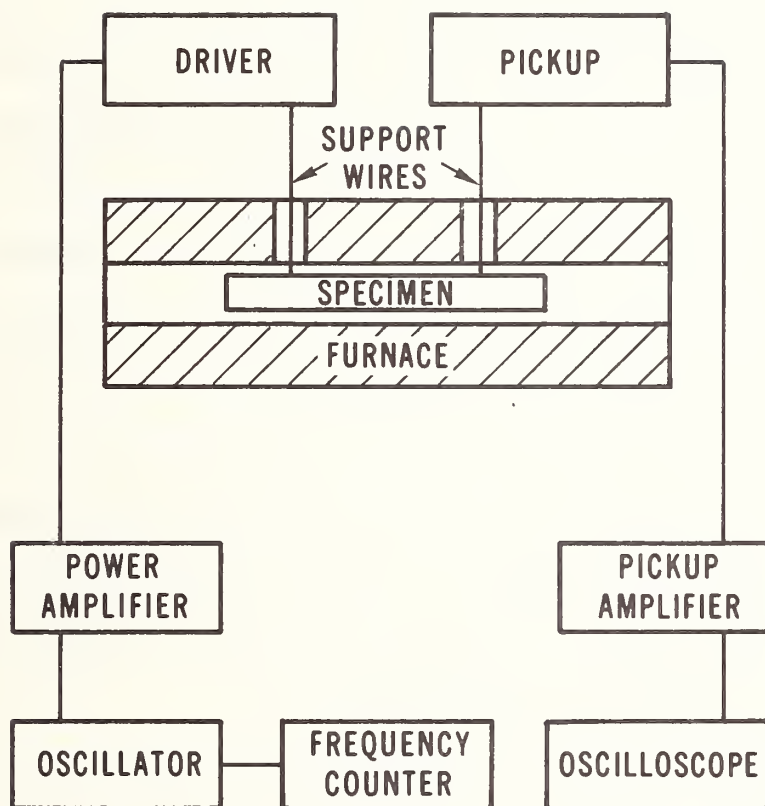 DRIVER
PICKUP
SUPPORT
WIRES
SPECIMEN
FURNACE
POWER
AMPLIFIER
PICKUP
AMPLIFIER
OSCILLATOR
FREQUENCY
COUNTER
OSCILLOSCOPE